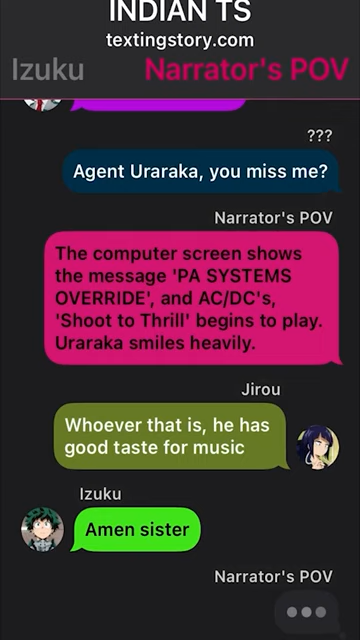 INDIAN TS
textingstory.com
Izuku Narrator's POV
???
Agent Uraraka, you miss me?
Narrator's POV
The computer screen shows
the message 'PA SYSTEMS
OVERRIDE', and AC/DC's,
'Shoot to Thrill' begins to play.
Uraraka smiles heavily.
Jirou
Whoever that is, he has
good taste for music
Izuku
Amen sister
Narrator's POV